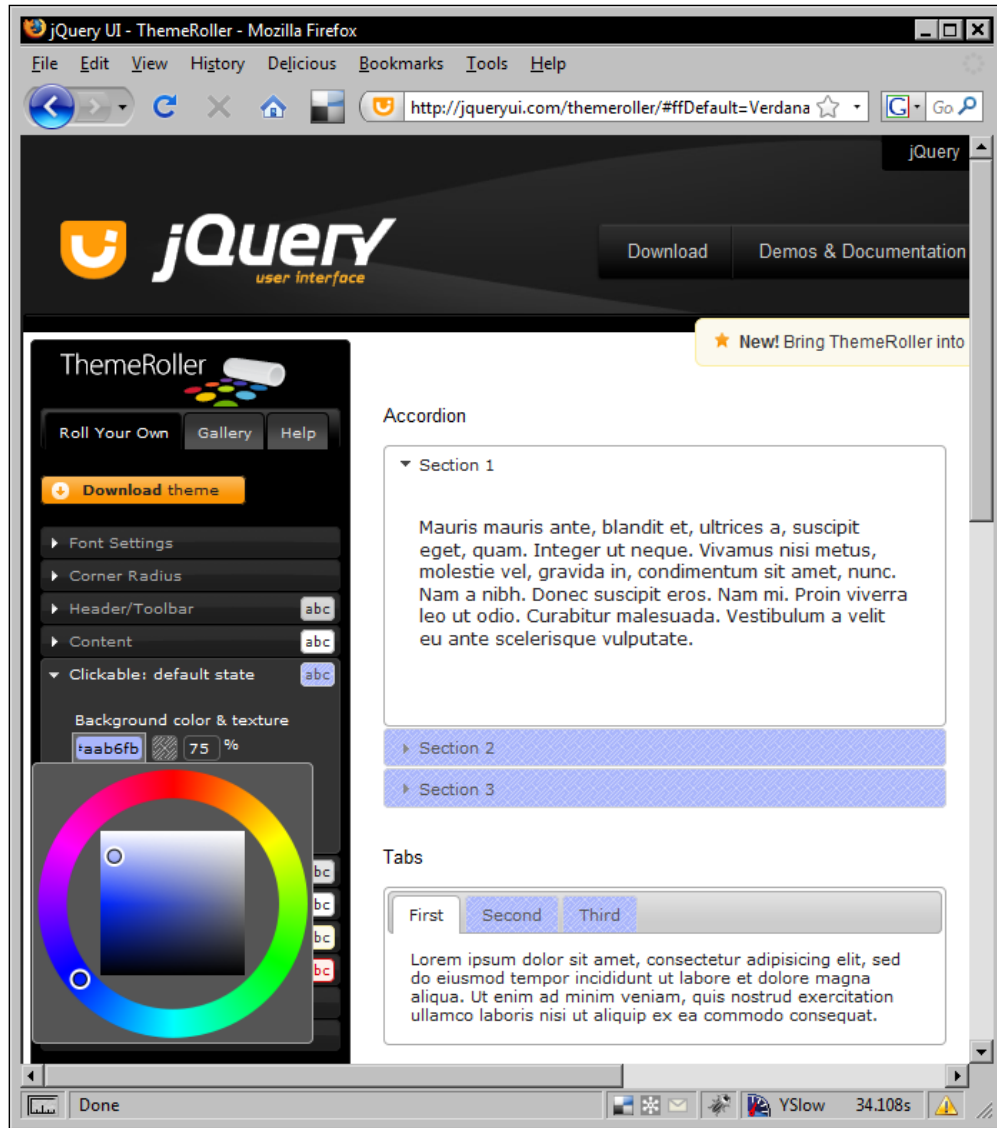 jQuery UI - ThemeRoller - Mozilla Firefox
File Edit View History Delicious Bookmarks Tools Help
http://jqueryui.com/themeroller/#ffDefault=Verdana
G Go
jQuery
jQuery
user interface
Download Demos & Documentation
New! Bring ThemeRoller into
ThemeRoller
Roll Your Own Gallery Help
Download theme
Font Settings
Corner Radius
Header/Toolbar abc
Content abc
Clickable: default state abc
Background color & texture
#aab6fb 75 %
bc
bc
bc
bc
Accordion
Section 1
Mauris mauris ante, blandit et, ultrices a, suscipit
eget, quam. Integer ut neque. Vivamus nisi metus,
molestie vel, gravida in, condimentum sit amet, nunc.
Nam a nibh. Donec suscipit eros. Nam mi. Proin viverra
leo ut odio. Curabitur malesuada. Vestibulum a velit
eu ante scelerisque vulputate.
Section 2
Section 3
Tabs
First Second Third
Lorem ipsum dolor sit amet, consectetur adipisicing elit, sed
do eiusmod tempor incididunt ut labore et dolore magna
aliqua. Ut enim ad minim veniam, quis nostrud exercitation
ullamco laboris nisi ut aliquip ex ea commodo consequat.
Done YSlow 34.108s